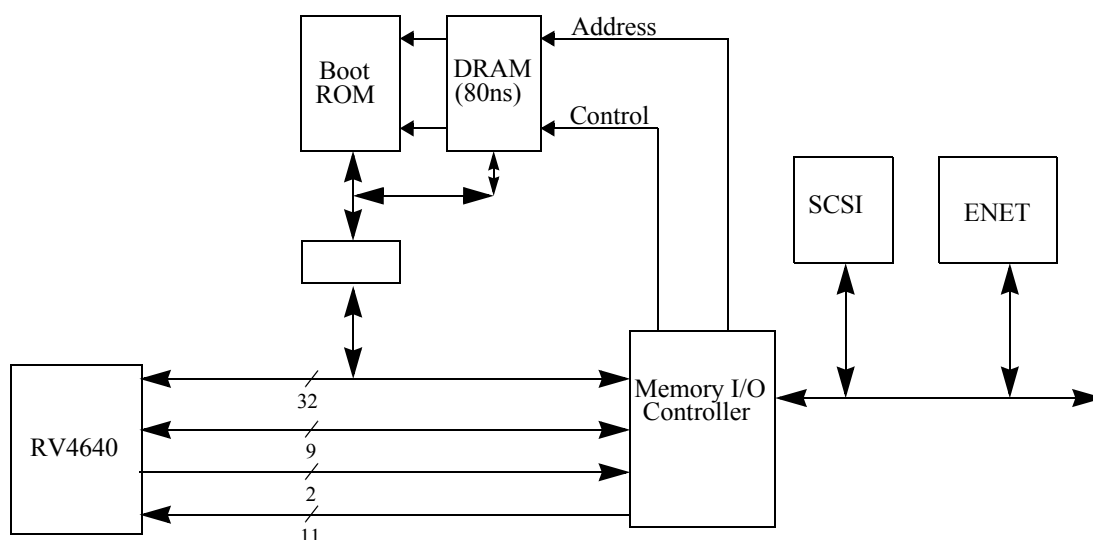 Address
Boot
ROM
DRAM
(80ns)
Control
SCSI
ENET
32
Memory I/O
Controller
RV4640
9
2
11